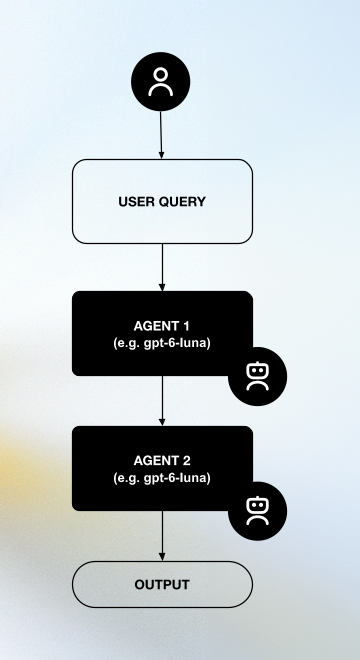 USER QUERY
AGENT 1
(e.g. gpt-6-luna)
AGENT 2
(e.g. gpt-6-luna)
OUTPUT